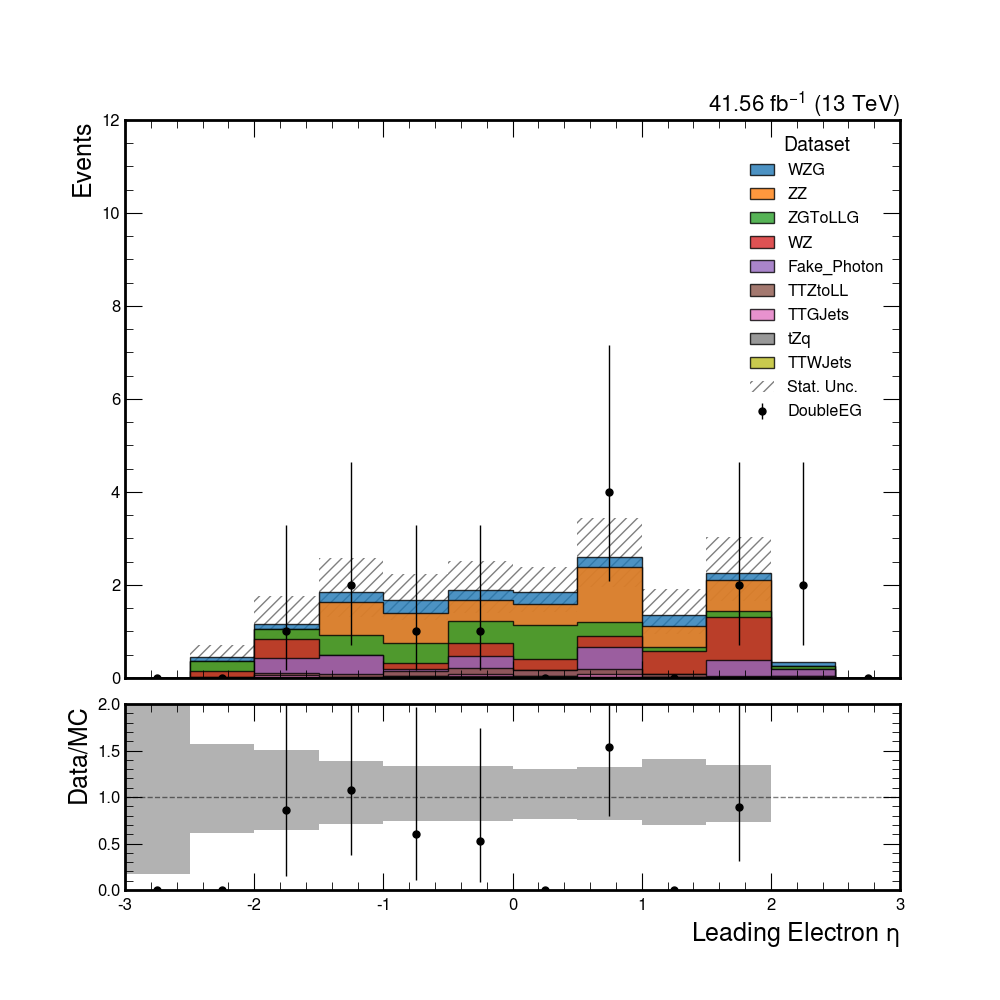 41.56 fb⁻¹ (13 TeV)
Events
12
10
8
6
4
2
0
Dataset
WZG
ZZ
ZGToLLG
WZ
Fake_Photon
TTZtoLL
TTGJets
tZq
TTWJets
Stat. Unc.
DoubleEG
Data/MC
2.0
1.5
1.0
0.5
0.0
-3 -2 -1 0 1 2 3
Leading Electron η